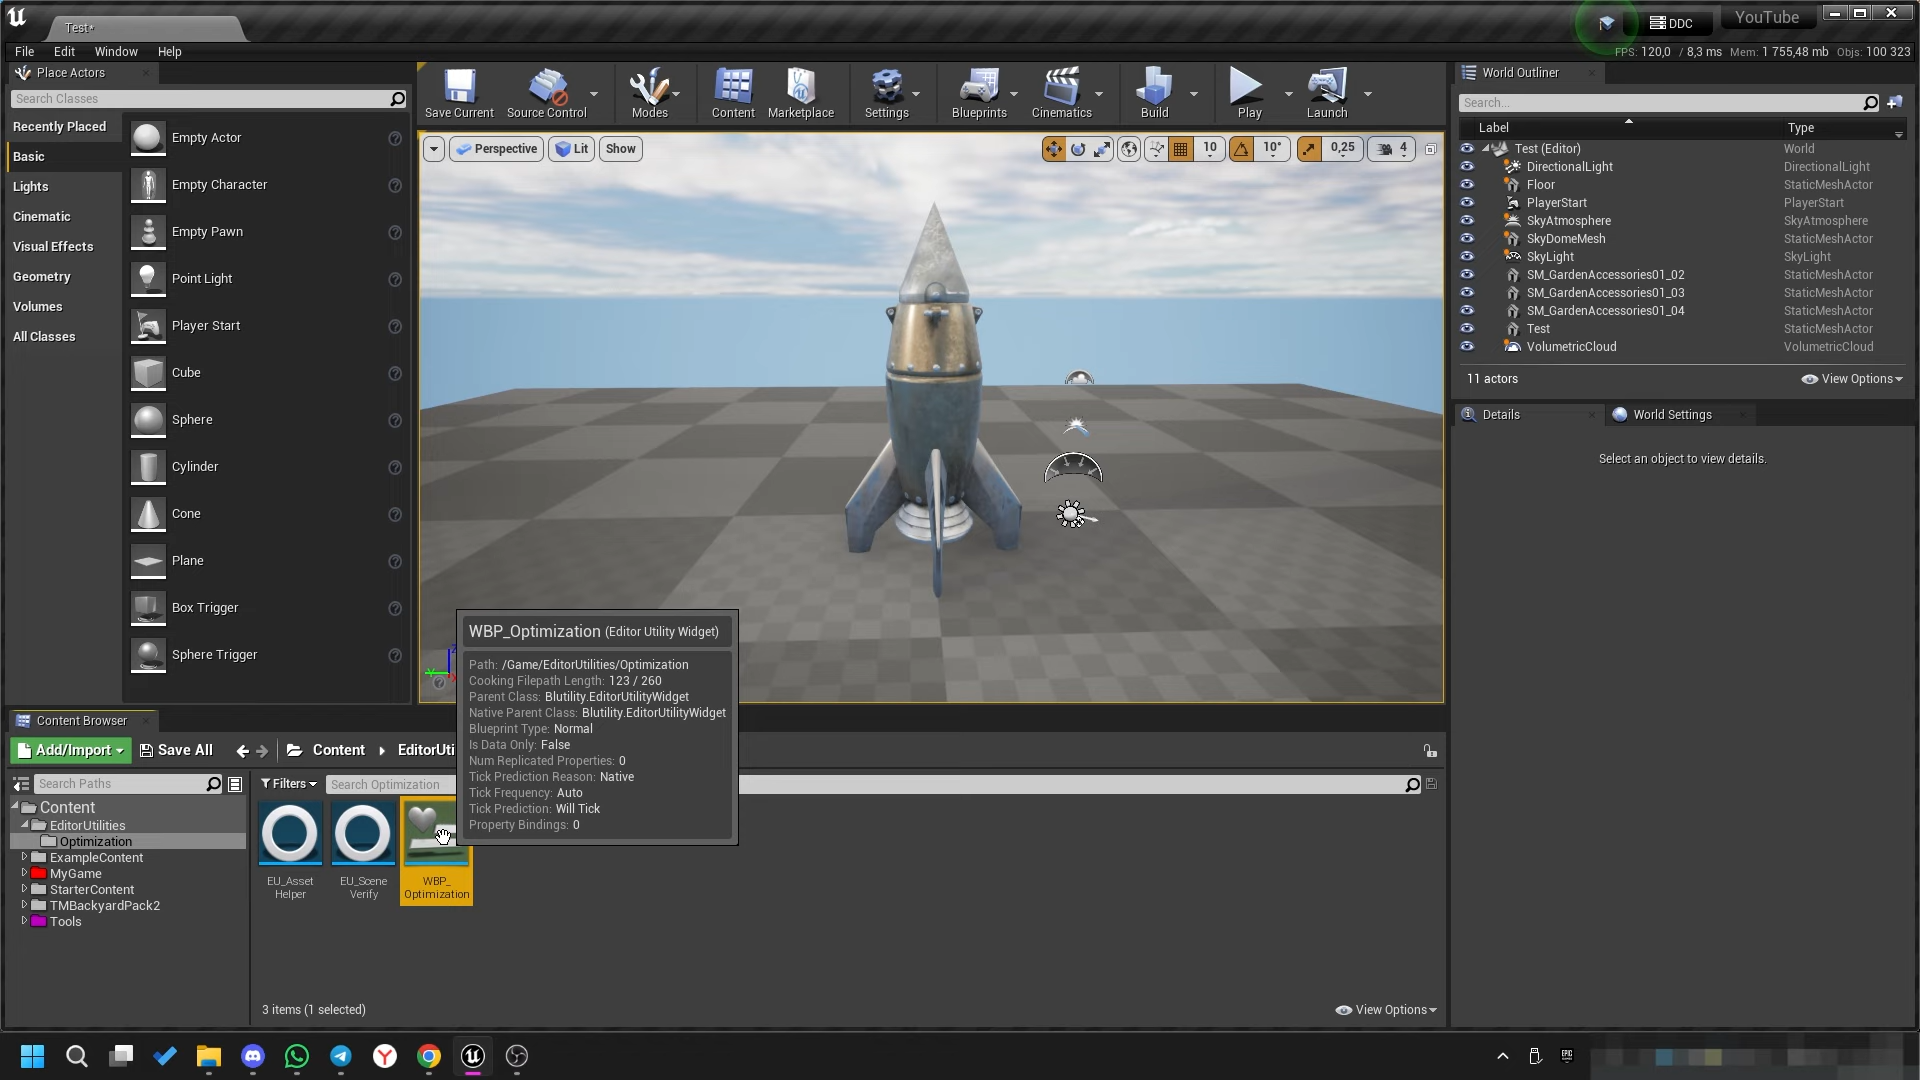 Test*
DDC
YouTube
File Edit Window Help
FPS: 120,0 / 8,3 ms Mem: 1 755,48 mb Objs: 100 323
Place Actors
Search Classes
Recently Placed
Basic
Lights
Cinematic
Visual Effects
Geometry
Volumes
All Classes
Empty Actor
Empty Character
Empty Pawn
Point Light
Player Start
Cube
Sphere
Cylinder
Cone
Plane
Box Trigger
Sphere Trigger
Save Current
Source Control
Modes
Content
Marketplace
Settings
Blueprints
Cinematics
Build
Play
Launch
Perspective
Lit
Show
10
10°
0,25
4
World Outliner
Search...
Label Type
Test (Editor) World
DirectionalLight DirectionalLight
Floor StaticMeshActor
PlayerStart PlayerStart
SkyAtmosphere SkyAtmosphere
SkyDomeMesh StaticMeshActor
SkyLight SkyLight
SM_GardenAccessories01_02 StaticMeshActor
SM_GardenAccessories01_03 StaticMeshActor
SM_GardenAccessories01_04 StaticMeshActor
Test StaticMeshActor
VolumetricCloud VolumetricCloud
11 actors
View Options
Details
World Settings
Select an object to view details.
WBP_Optimization (Editor Utility Widget)
Path: /Game/EditorUtilities/Optimization
Cooking Filepath Length: 123 / 260
Parent Class: Blutility.EditorUtilityWidget
Native Parent Class: Blutility.EditorUtilityWidget
Blueprint Type: Normal
Is Data Only: False
Num Replicated Properties: 0
Tick Prediction Reason: Native
Tick Frequency: Auto
Tick Prediction: Will Tick
Property Bindings: 0
Content Browser
Add/Import
Save All
Content
EditorUti
Search Paths
Filters
Search Optimization
Content
EditorUtilities
Optimization
ExampleContent
MyGame
StarterContent
TMBackyardPack2
Tools
EU_Asset
Helper
EU_Scene
Verify
WBP_
Optimization
3 items (1 selected)
View Options
EPIC